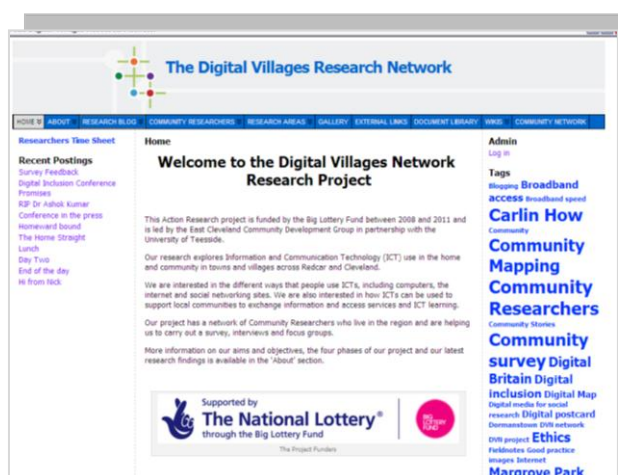 The Digital Villages Research Network
HOME ABOUT RESEARCH BLOG COMMUNITY RESEARCHERS RESEARCH AREAS GALLERY EXTERNAL LINKS DOCUMENT LIBRARY WIKIS COMMUNITY NETWORK
Researchers Time Sheet
Recent Postings
Survey Feedback
Digital Inclusion Conference
Promises
RIP Dr Ashok Kumar
Conference in the press
Homeward bound
The Home Straight
Lunch
Day Two
End of the day
Hi from Nick
Home
Welcome to the Digital Villages Network
Research Project
This Action Research project is funded by the Big Lottery Fund between 2008 and 2011 and
is led by the East Cleveland Community Development Group in partnership with the
University of Teesside.
Our research explores Information and Communication Technology (ICT) use in the home
and community in towns and villages across Redcar and Cleveland.
We are interested in the different ways that people use ICTs, including computers, the
internet and social networking sites. We are also interested in how ICTs can be used to
support local communities to exchange information and access services and ICT learning.
Our project has a network of Community Researchers who live in the region and are helping
us to carry out a survey, interviews and focus groups.
More information on our aims and objectives, the four phases of our project and our latest
research findings is available in the 'About' section.
Supported by
The National Lottery®
through the Big Lottery Fund
BIG
LOTTERY
FUND
The Project Funders
Admin
Log in
Tags
Blogging Broadband
access Broadband speed
Carlin How
Community
Community
Mapping
Community
Researchers
Community Stories
Community
survey Digital
Britain Digital
inclusion Digital Map
Digital media for social
research Digital postcard
Dormanstown DVN network
DVN project Ethics
Fieldnotes Good practice
images Internet
Margrove Park